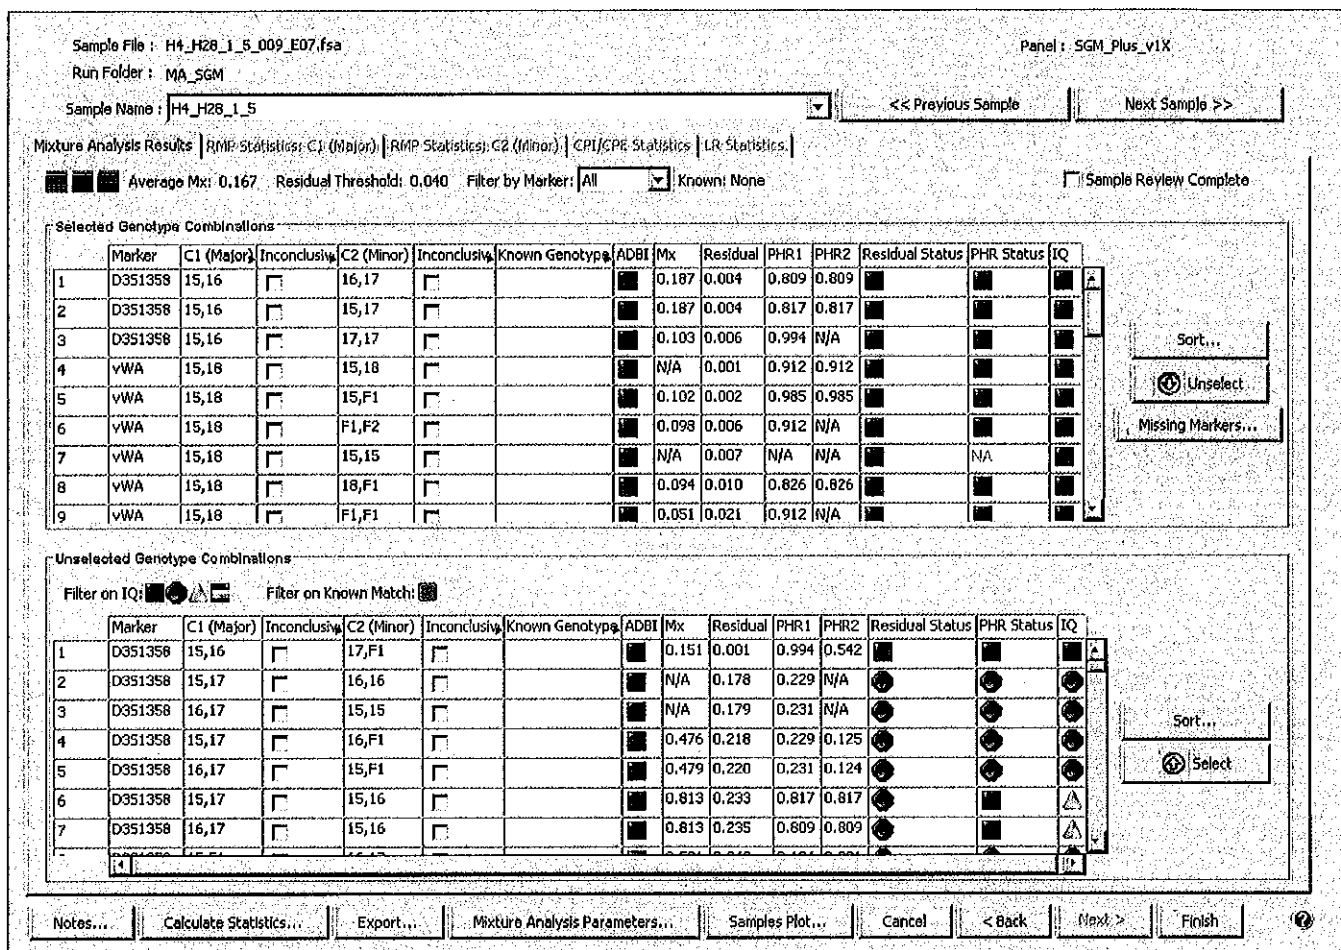 Sample File : H4_H28_1_5_009_E07.fsa Panel : SGM_Plus_v1X
Run Folder : MA_SGM
Sample Name : H4_H28_1_5 << Previous Sample Next Sample >>
Mixture Analysis Results RMP Statistics: C1 (Major) RMP Statistics: C2 (Minor) CPI/CPE Statistics LR Statistics
Average Mx: 0.167 Residual Threshold: 0.040 Filter by Marker: All Known: None Sample Review Complete
Selected Genotype Combinations
Marker C1 (Major) Inconclusiv C2 (Minor) Inconclusiv Known Genotype ADBI Mx Residual PHR1 PHR2 Residual Status PHR Status IQ
1 D3S1358 15,16 16,17 0.187 0.004 0.809 0.809
2 D3S1358 15,16 15,17 0.187 0.004 0.817 0.817
3 D3S1358 15,16 17,17 0.103 0.006 0.994 N/A
Sort...
4 vWA 15,18 15,18 N/A 0.001 0.912 0.912
Unselect
5 vWA 15,18 15,F1 0.102 0.002 0.985 0.985
6 vWA 15,18 F1,F2 0.098 0.006 0.912 N/A
Missing Markers...
7 vWA 15,18 15,15 N/A 0.007 N/A N/A NA
8 vWA 15,18 18,F1 0.094 0.010 0.826 0.826
9 vWA 15,18 F1,F1 0.051 0.021 0.912 N/A
Unselected Genotype Combinations
Filter on IQ: Filter on Known Match:
Marker C1 (Major) Inconclusiv C2 (Minor) Inconclusiv Known Genotype ADBI Mx Residual PHR1 PHR2 Residual Status PHR Status IQ
1 D3S1358 15,16 17,F1 0.151 0.001 0.994 0.542
2 D3S1358 15,17 16,16 N/A 0.178 0.229 N/A
3 D3S1358 16,17 15,15 N/A 0.179 0.231 N/A
Sort...
4 D3S1358 15,17 16,F1 0.476 0.218 0.229 0.125
5 D3S1358 16,17 15,F1 0.479 0.220 0.231 0.124
Select
6 D3S1358 15,17 15,16 0.813 0.233 0.817 0.817
7 D3S1358 16,17 15,16 0.813 0.235 0.809 0.809
Notes... Calculate Statistics... Export... Mixture Analysis Parameters... Samples Plot... Cancel < Back Next > Finish ?